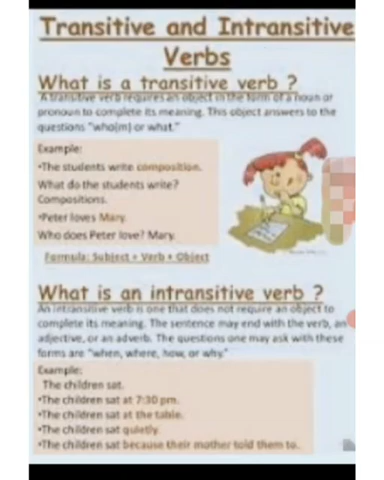 Transitive and Intransitive
Verbs
What is a transitive verb ?
A transitive verb requires an object in the form of a noun or
pronoun to complete its meaning. This object answers to the
questions "who(m) or what."
Example:
•The students write composition.
What do the students write?
Compositions.
•Peter loves Mary.
Who does Peter love? Mary.
Formula: Subject + Verb + Object
What is an intransitive verb ?
An intransitive verb is one that does not require an object to
complete its meaning. The sentence may end with the verb, an
adjective, or an adverb. The questions one may ask with these
forms are "when, where, how, or why."
Example:
The children sat.
•The children sat at 7:30 pm.
•The children sat at the table.
•The children sat quietly.
•The children sat because their mother told them to.